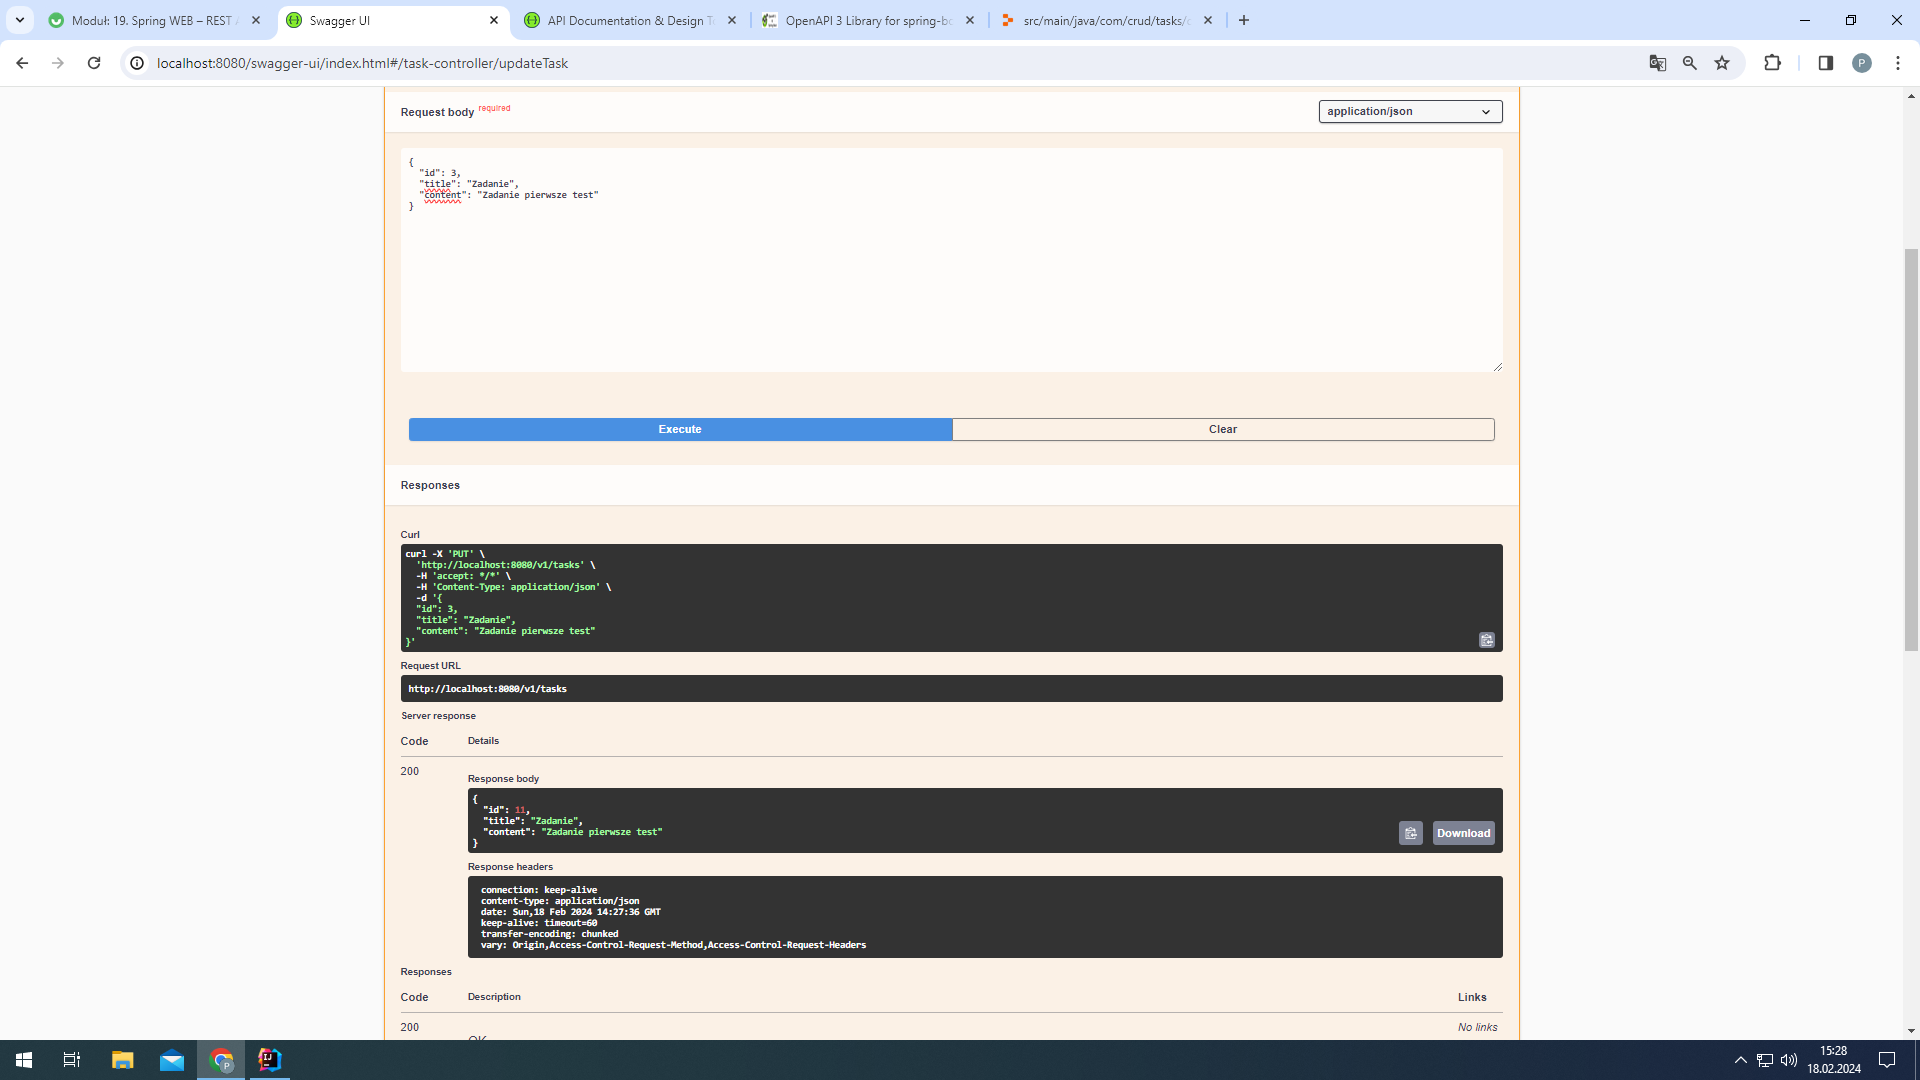 Moduł: 19. Spring WEB – REST A
Swagger UI
API Documentation & Design To
OpenAPI 3 Library for spring-bo
src/main/java/com/crud/tasks/c
localhost:8080/swagger-ui/index.html#/task-controller/updateTask
P
Request body required
application/json
{
"id": 3,
"title": "Zadanie",
"content": "Zadanie pierwsze test"
}
Execute
Clear
Responses
Curl
curl -X 'PUT' \
'http://localhost:8080/v1/tasks' \
-H 'accept: */*' \
-H 'Content-Type: application/json' \
-d '{
"id": 3,
"title": "Zadanie",
"content": "Zadanie pierwsze test"
}'
Request URL
http://localhost:8080/v1/tasks
Server response
Code Details
200
Response body
{
"id": 11,
"title": "Zadanie",
"content": "Zadanie pierwsze test"
}
Download
Response headers
connection: keep-alive
content-type: application/json
date: Sun,18 Feb 2024 14:27:36 GMT
keep-alive: timeout=60
transfer-encoding: chunked
vary: Origin,Access-Control-Request-Method,Access-Control-Request-Headers
Responses
Code Description Links
200 No links
OK
15:28
18.02.2024